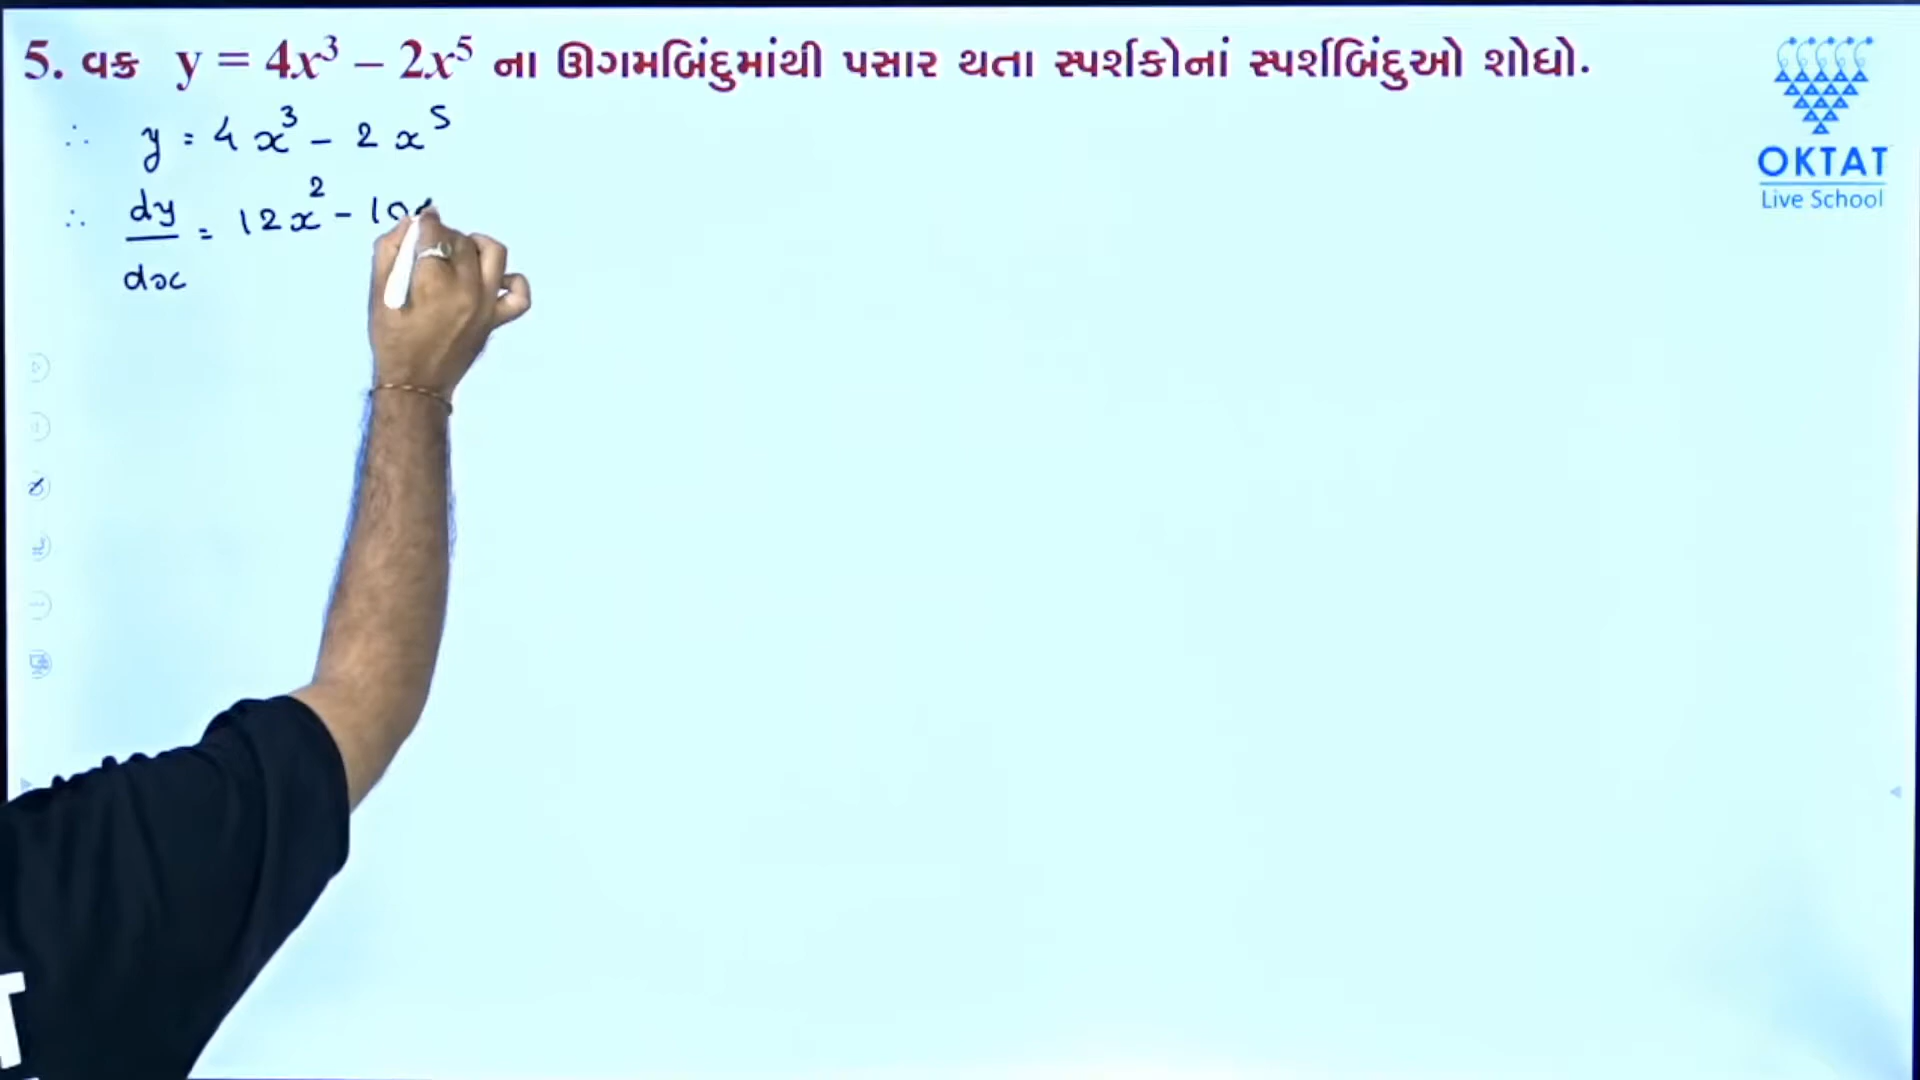 5. વક્ર y = 4x³ – 2x⁵ ના ઊગમબિંદુમાંથી પસાર થતા સ્પર્શકોનાં સ્પર્શબિંદુઓ શોધો.
∴ y = 4x³ – 2x⁵
∴ dy/dx = 12x² – 10
OKTAT
Live School
T